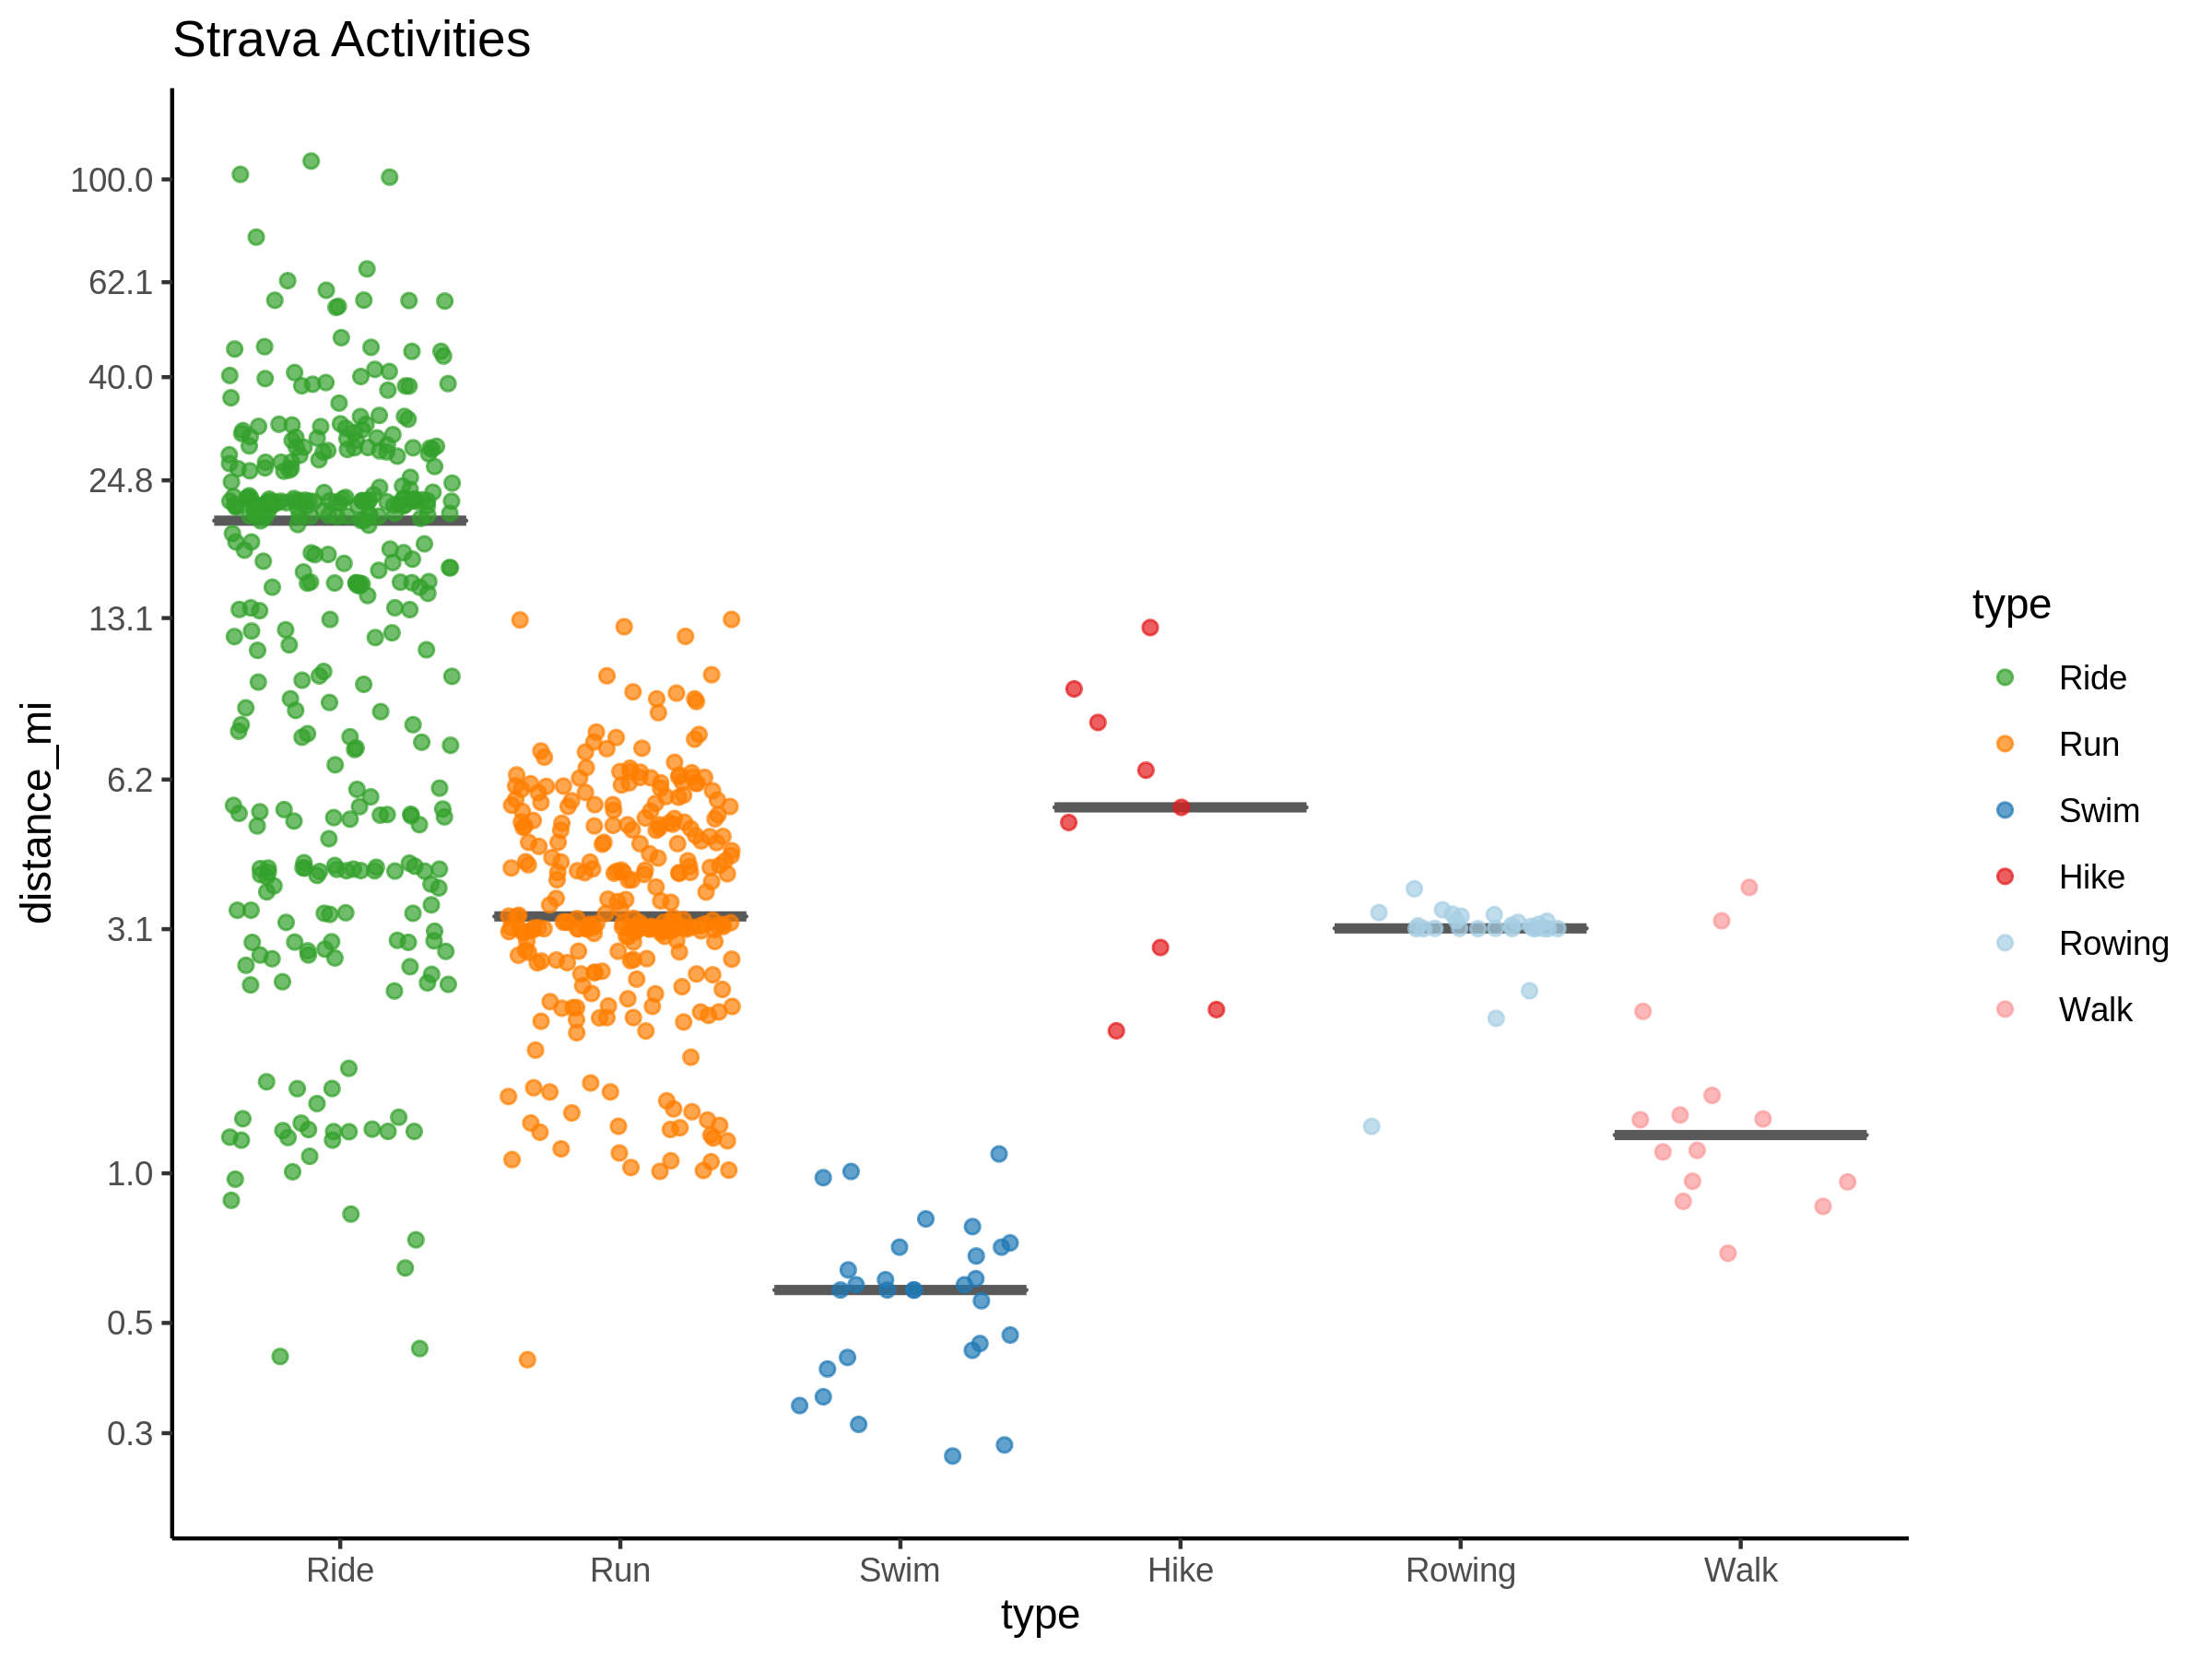 Strava Activities
distance_mi
100.0
62.1
40.0
24.8
13.1
6.2
3.1
1.0
0.5
0.3
Ride Run Swim Hike Rowing Walk
type
type
Ride
Run
Swim
Hike
Rowing
Walk